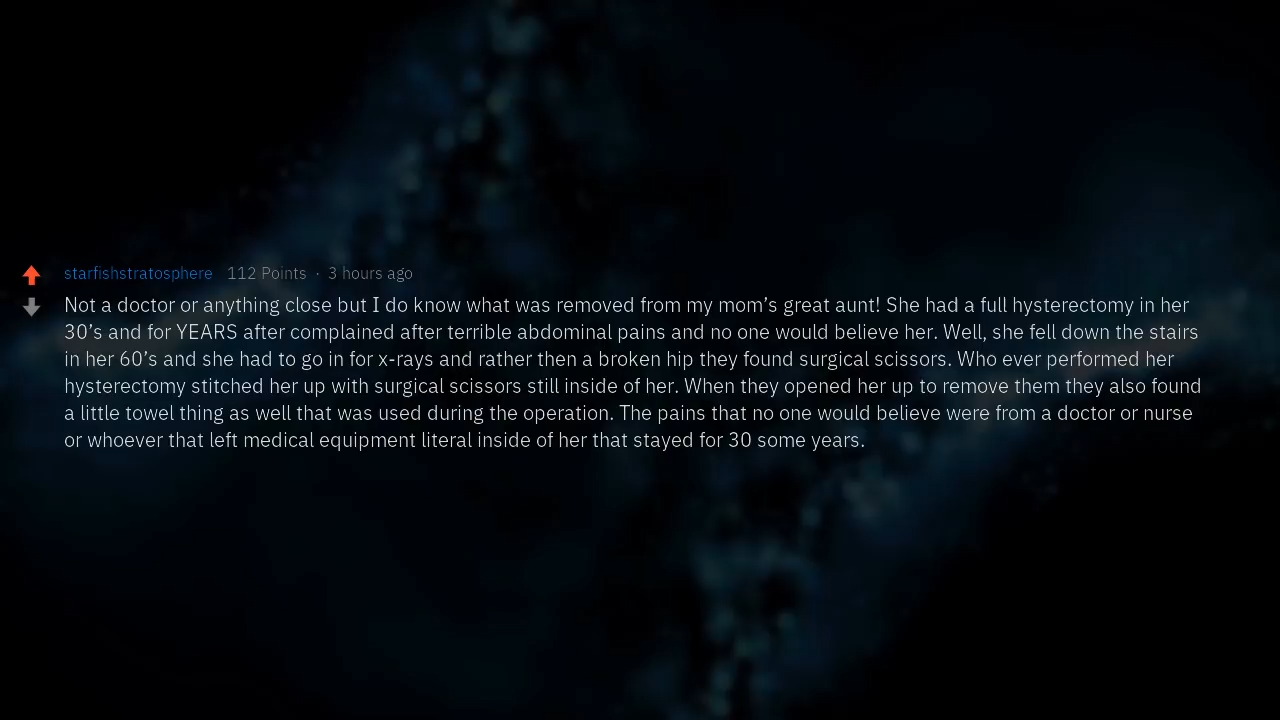 starfishstratosphere 112 Points · 3 hours ago
Not a doctor or anything close but I do know what was removed from my mom’s great aunt! She had a full hysterectomy in her
30’s and for YEARS after complained after terrible abdominal pains and no one would believe her. Well, she fell down the stairs
in her 60’s and she had to go in for x-rays and rather then a broken hip they found surgical scissors. Who ever performed her
hysterectomy stitched her up with surgical scissors still inside of her. When they opened her up to remove them they also found
a little towel thing as well that was used during the operation. The pains that no one would believe were from a doctor or nurse
or whoever that left medical equipment literal inside of her that stayed for 30 some years.